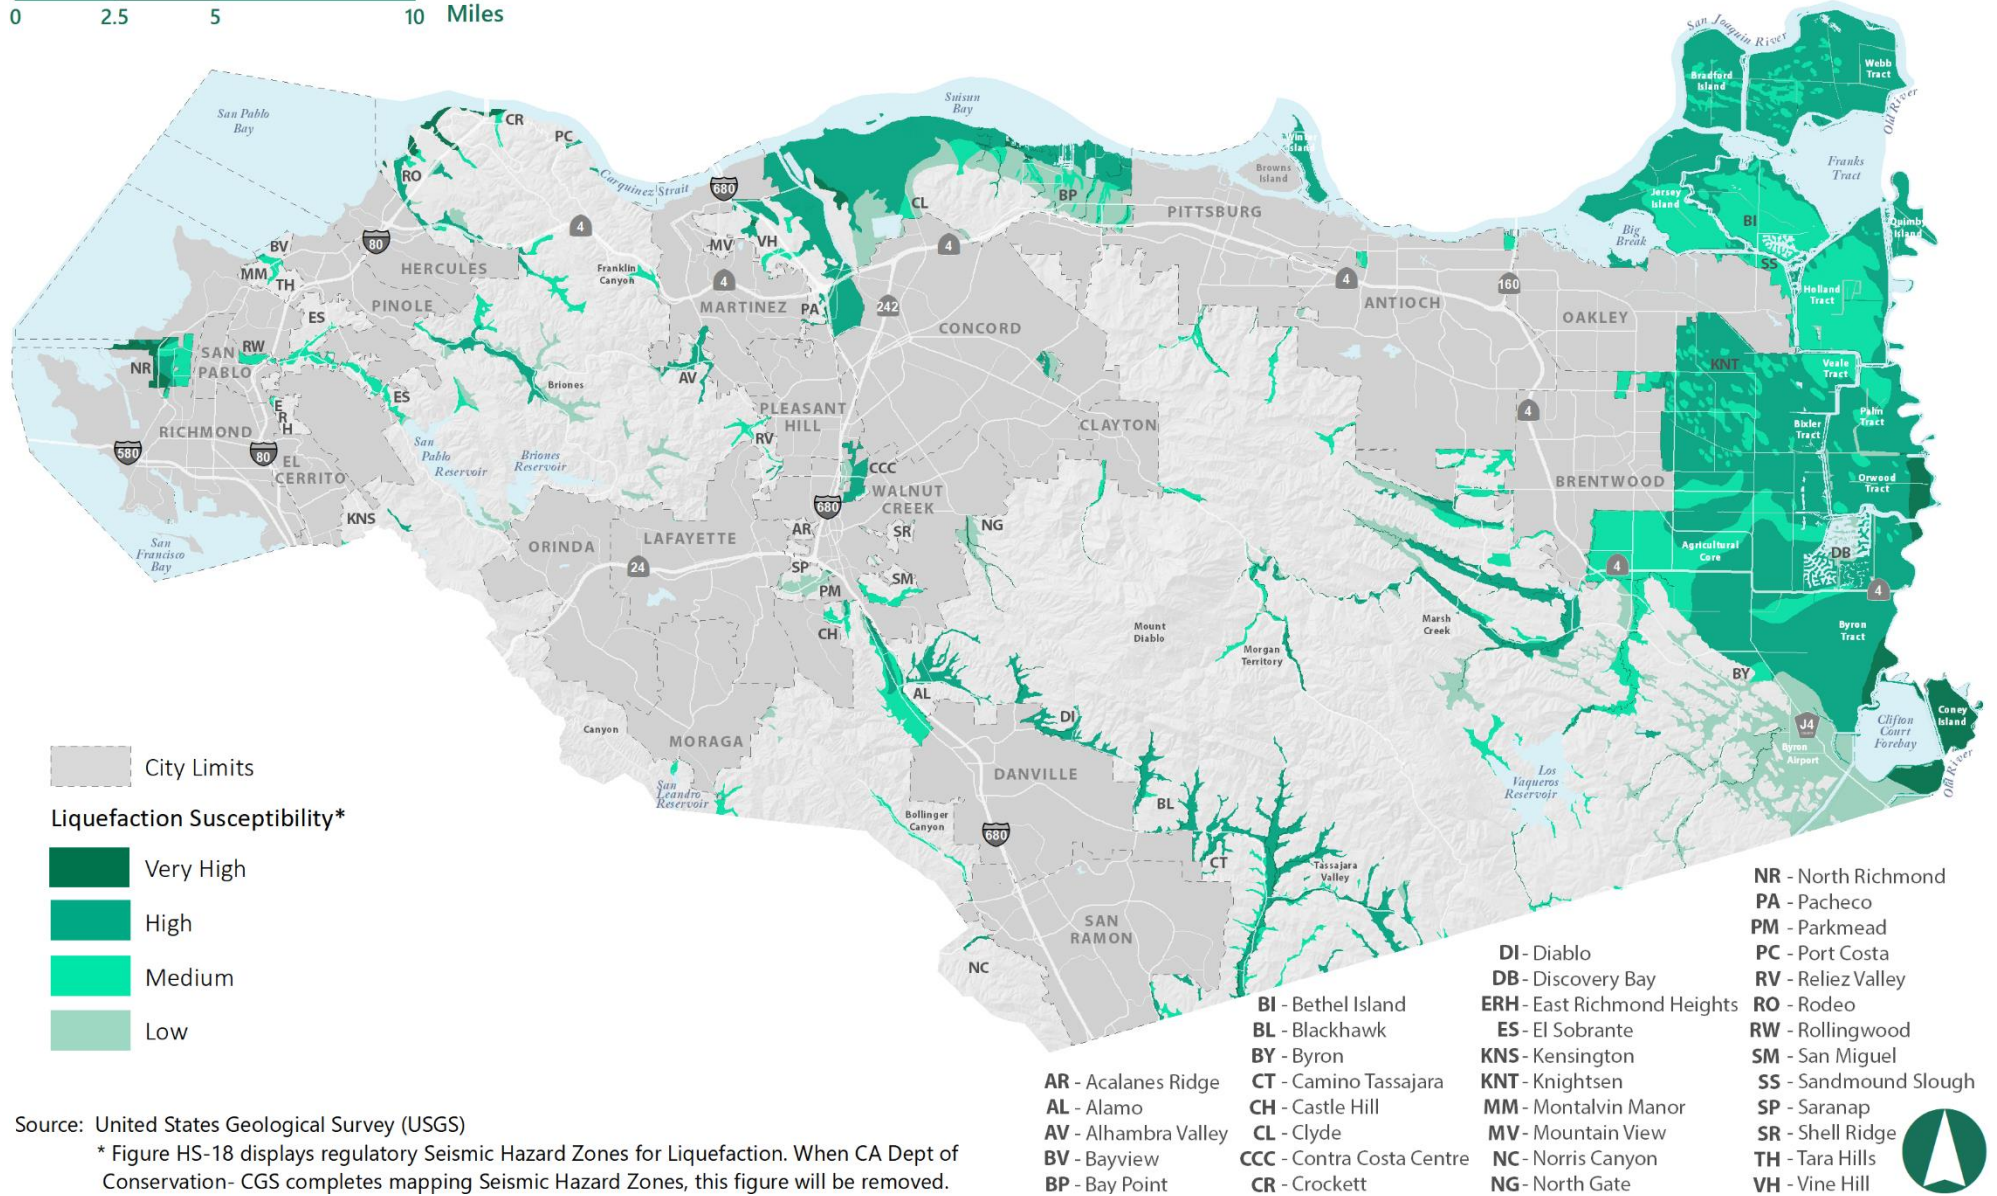 0 2.5 5 10 Miles
San Joaquin River
Bradford
Island
Webb
Tract
Old River
Franks
Tract
San Pablo
Bay
Suisun
Bay
CR
PC
RO
Carquinez Strait
680
Winter
Island
Browns
Island
BP
CL
PITTSBURG
Jersey
Island
BI
Quimby
Island
Big
Break
SS
4
80
BV
MM
TH
HERCULES
PINOLE
Franklin
Canyon
MV
VH
4
MARTINEZ
PA
4
242
CONCORD
4
ANTIOCH
160
OAKLEY
Holland
Tract
ES
SAN
PABLO
RW
NR
ES
E
R
H
RICHMOND
580
80
EL
CERRITO
KNS
San
Francisco
Bay
San
Pablo
Reservoir
Briones
Briones
Reservoir
AV
PLEASANT
HILL
RV
CLAYTON
CCC
WALNUT
CREEK
680
AR
SR
NG
ORINDA
LAFAYETTE
24
SP
PM
SM
CH
KNT
Veale
Tract
Palm
Tract
Bixler
Tract
4
BRENTWOOD
Orwood
Tract
Agricultural
Core
DB
4
4
Byron
Tract
Mount
Diablo
Morgan
Territory
Marsh
Creek
BY
J4
Byron
Airport
Clifton
Court
Forebay
Coney
Island
Old River
Los
Vaqueros
Reservoir
AL
DI
Canyon
MORAGA
San
Leandro
Reservoir
DANVILLE
BL
Bollinger
Canyon
680
CT
Tassajara
Valley
SAN
RAMON
NC
City Limits
Liquefaction Susceptibility*
Very High
High
Medium
Low
AR - Acalanes Ridge
AL - Alamo
AV - Alhambra Valley
BV - Bayview
BP - Bay Point
BI - Bethel Island
BL - Blackhawk
BY - Byron
CT - Camino Tassajara
CH - Castle Hill
CL - Clyde
CCC - Contra Costa Centre
CR - Crockett
DI - Diablo
DB - Discovery Bay
ERH - East Richmond Heights
ES - El Sobrante
KNS - Kensington
KNT - Knightsen
MM - Montalvin Manor
MV - Mountain View
NC - Norris Canyon
NG - North Gate
NR - North Richmond
PA - Pacheco
PM - Parkmead
PC - Port Costa
RV - Reliez Valley
RO - Rodeo
RW - Rollingwood
SM - San Miguel
SS - Sandmound Slough
SP - Saranap
SR - Shell Ridge
TH - Tara Hills
VH - Vine Hill
Source: United States Geological Survey (USGS)
* Figure HS-18 displays regulatory Seismic Hazard Zones for Liquefaction. When CA Dept of
Conservation- CGS completes mapping Seismic Hazard Zones, this figure will be removed.